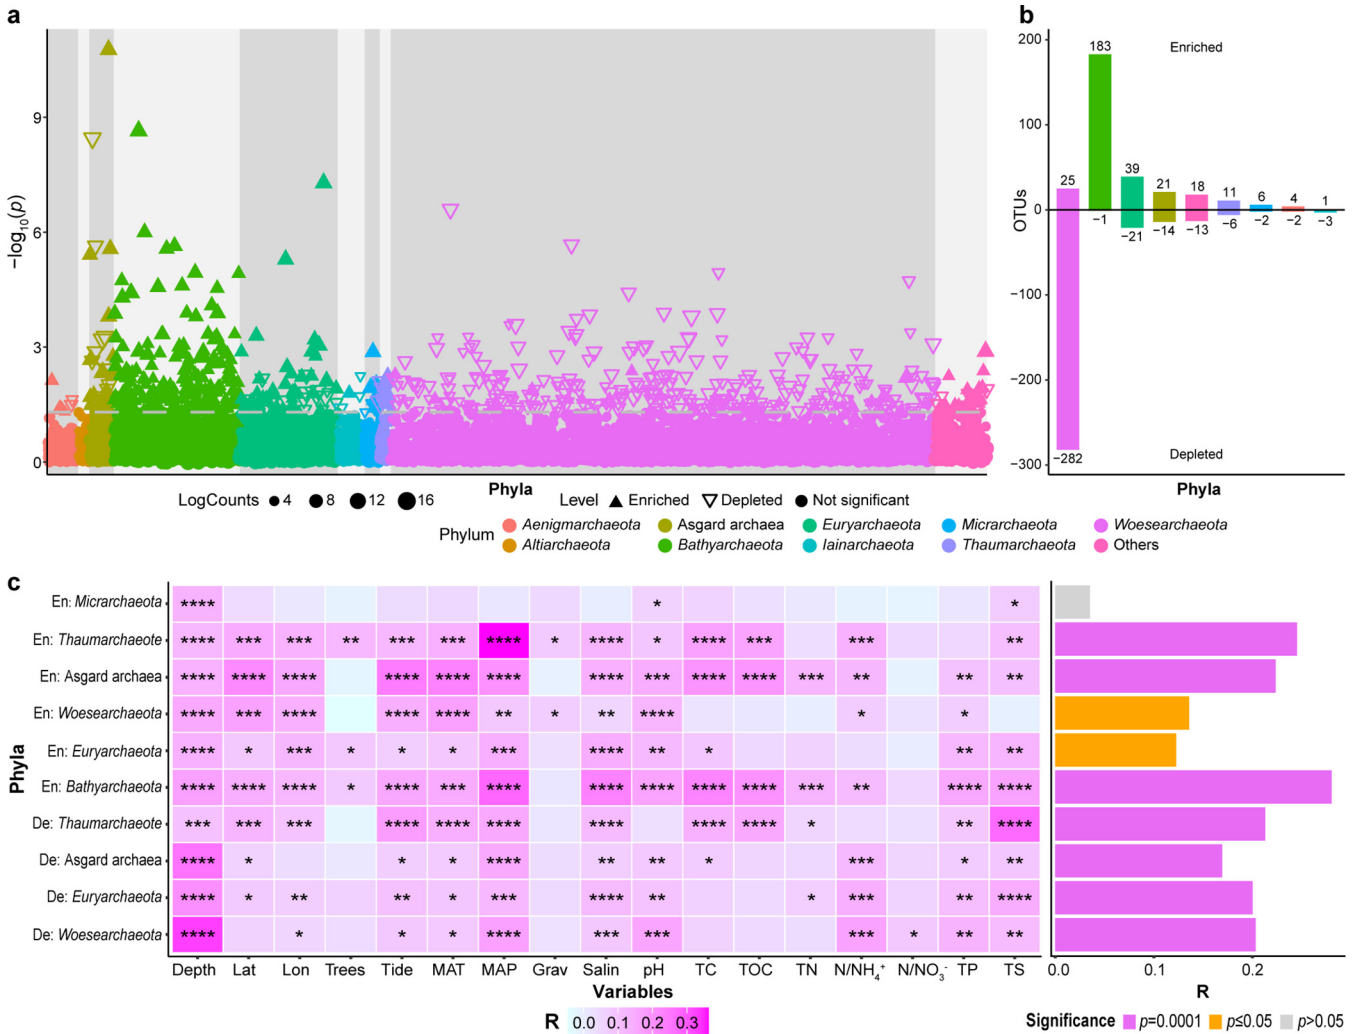 a
b
−log10(p)
9
6
3
0
Phyla
LogCounts 4 8 12 16
Level Enriched Depleted Not significant
Phylum Aenigmarchaeota Asgard archaea Euryarchaeota Micrarchaeota Woesearchaeota
Altiarchaeota Bathyarchaeota Iainarchaeota Thaumarchaeota Others
OTUs
200
100
0
−100
−200
−300
Enriched
183
25 39 21 18 11 6 4 1
−1 −21 −14 −13 −6 −2 −2 −3
−282
Depleted
Phyla
c
Phyla
En: Micrarchaeota **** * *
En: Thaumarchaeote **** *** *** ** *** *** **** * **** * **** *** *** **
En: Asgard archaea **** **** **** **** **** **** **** *** **** **** *** ** ** **
En: Woesearchaeota **** *** **** **** **** ** * ** **** * *
En: Euryarchaeota **** * *** * * * *** **** ** * ** **
En: Bathyarchaeota **** **** **** * **** *** **** **** **** **** **** *** ** **** ****
De: Thaumarchaeote *** *** *** **** **** **** **** **** **** * ** ****
De: Asgard archaea **** * * * **** ** ** * *** * **
De: Euryarchaeota **** * ** ** * *** **** ** * *** ** ****
De: Woesearchaeota **** * * * **** *** *** *** * ** **
Depth Lat Lon Trees Tide MAT MAP Grav Salin pH TC TOC TN N/NH4+ N/NO3- TP TS
Variables
R 0.0 0.1 0.2 0.3
0.0 0.1 0.2
R
Significance p=0.0001 p≤0.05 p>0.05